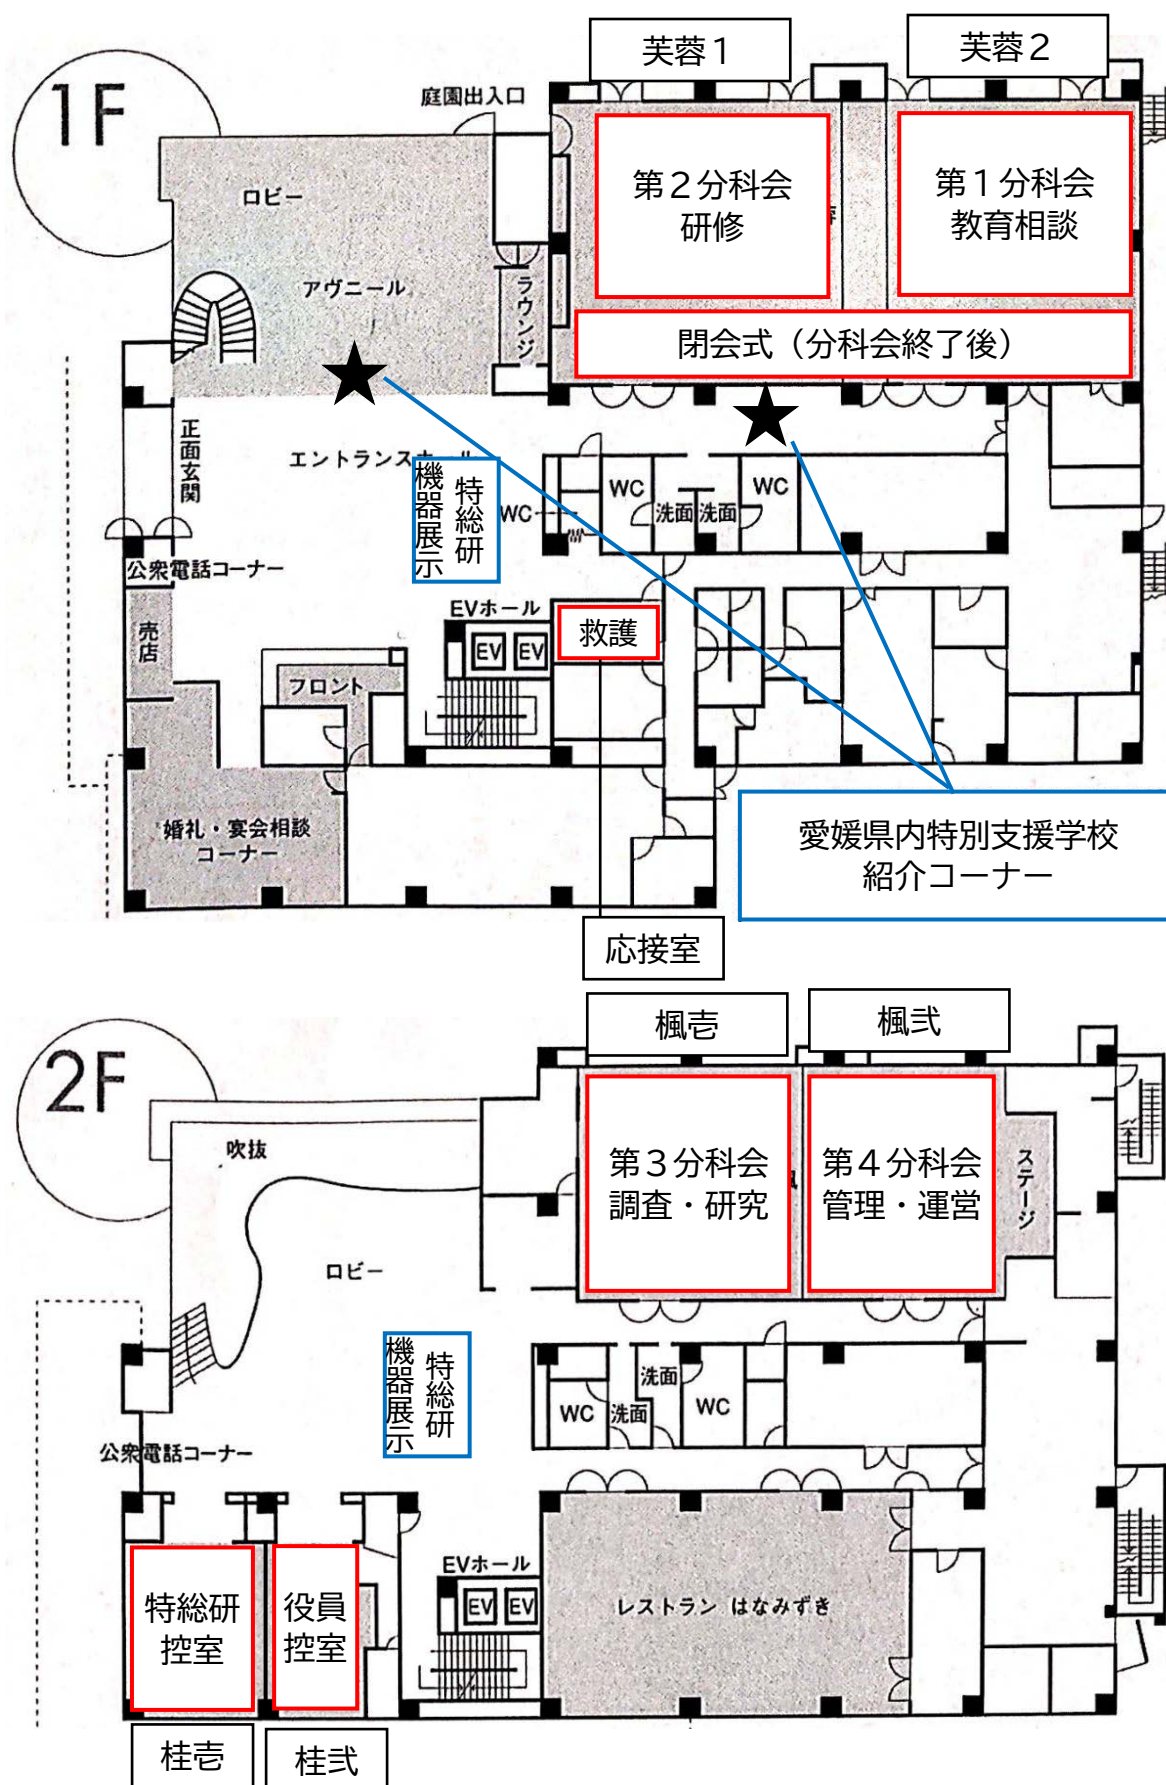 芙蓉1
芙蓉2
1F
庭園出入口
ロビー
第2分科会
研修
第1分科会
教育相談
アヴニール
ラウンジ
閉会式（分科会終了後）
正面玄関
エントランスホール
特総研
機器展示
WC
WC
洗面
洗面
WC
公衆電話コーナー
売店
EVホール
EV
EV
救護
フロント
婚礼・宴会相談
コーナー
愛媛県内特別支援学校
紹介コーナー
応接室
楓壱
楓弐
2F
吹抜
第3分科会
調査・研究
第4分科会
管理・運営
ステージ
ロビー
特総研
機器展示
洗面
WC
洗面
WC
公衆電話コーナー
EVホール
EV
EV
特総研
控室
役員
控室
レストラン はなみずき
桂壱
桂弐